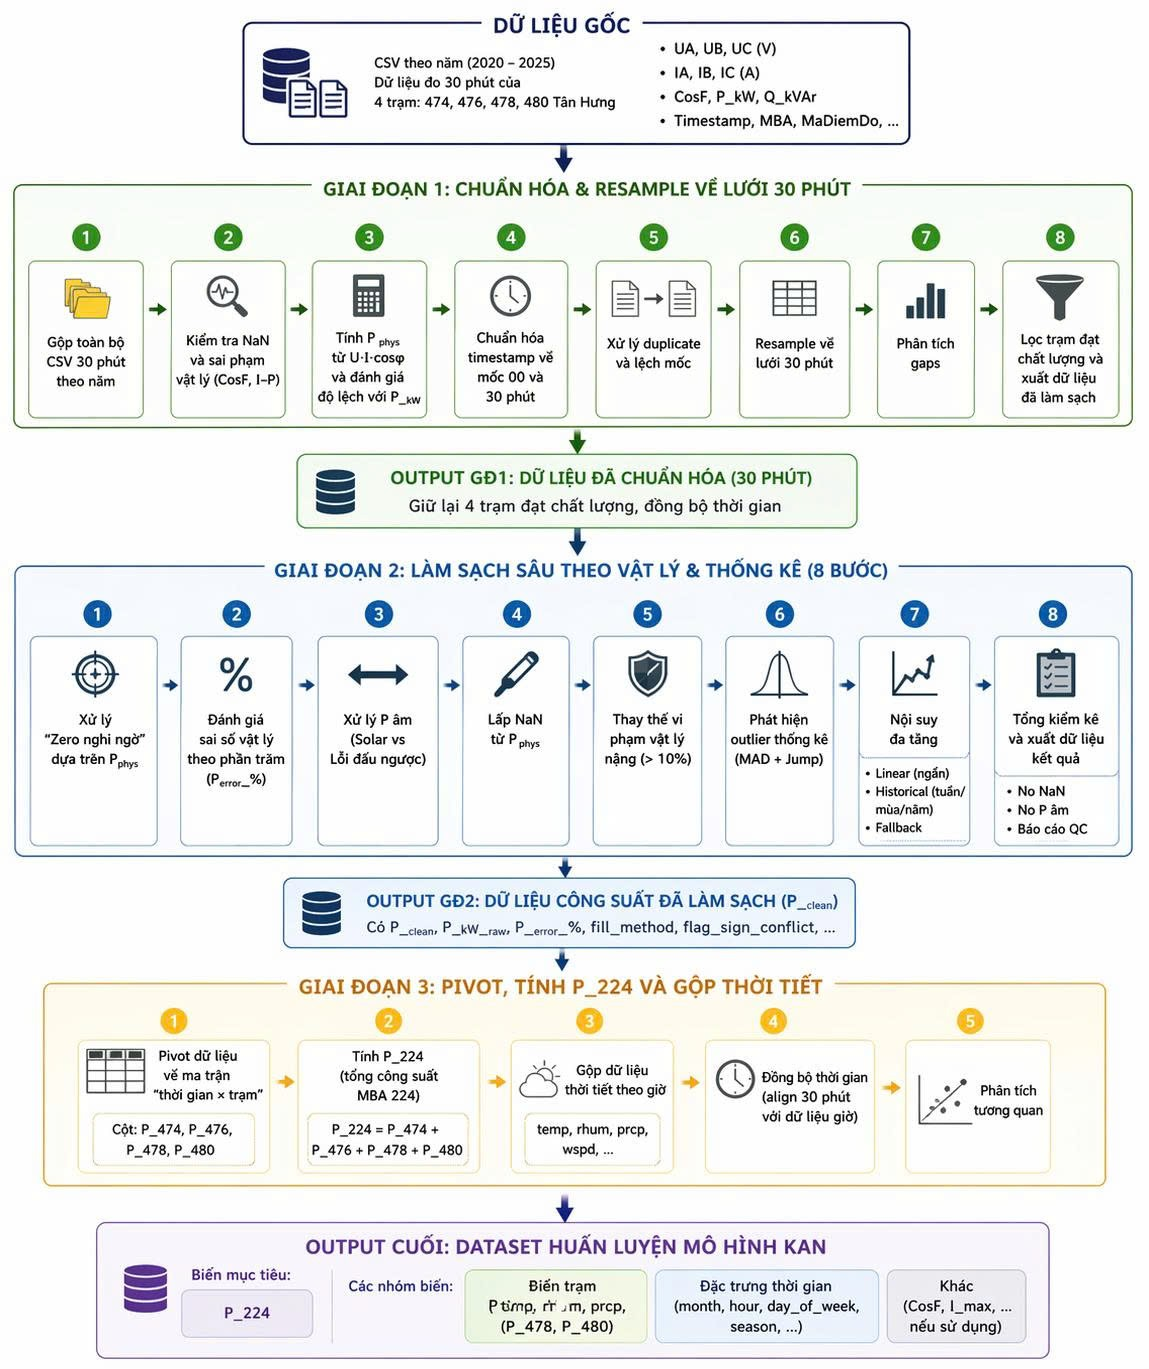 DỮ LIỆU GỐC
CSV theo năm (2020 – 2025)
Dữ liệu đo 30 phút của
4 trạm: 474, 476, 478, 480 Tân Hưng
• UA, UB, UC (V)
• IA, IB, IC (A)
• CosF, P_kW, Q_kVAr
• Timestamp, MBA, MaDiemDo, ...
GIAI ĐOẠN 1: CHUẨN HÓA & RESAMPLE VỀ LƯỚI 30 PHÚT
1
Gộp toàn bộ
CSV 30 phút
theo năm
2
Kiểm tra NaN
và sai phạm
vật lý (CosF, I–P)
3
Tính P phys
từ U·I·cosφ
và đánh giá
độ lệch với P_kW
4
Chuẩn hóa
timestamp về
mốc 00 và
30 phút
5
Xử lý duplicate
và lệch mốc
6
Resample về
lưới 30 phút
7
Phân tích
gaps
8
Lọc trạm đạt
chất lượng và
xuất dữ liệu
đã làm sạch
OUTPUT GĐ1: DỮ LIỆU ĐÃ CHUẨN HÓA (30 PHÚT)
Giữ lại 4 trạm đạt chất lượng, đồng bộ thời gian
GIAI ĐOẠN 2: LÀM SẠCH SÂU THEO VẬT LÝ & THỐNG KÊ (8 BƯỚC)
1
Xử lý
“Zero nghi ngờ”
dựa trên Pphys
2
%
Đánh giá
sai số vật lý
theo phần trăm
(Perror_%)
3
Xử lý P âm
(Solar vs
Lỗi đấu ngược)
4
Lấp NaN
từ Pphys
5
Thay thế vi
phạm vật lý
nặng (> 10%)
6
Phát hiện
outlier thống kê
(MAD + Jump)
7
Nội suy
đa tầng
• Linear (ngắn)
• Historical (tuần/
mùa/năm)
• Fallback
8
Tổng kiểm kê
và xuất dữ liệu
kết quả
• No NaN
• No P âm
• Báo cáo QC
OUTPUT GĐ2: DỮ LIỆU CÔNG SUẤT ĐÃ LÀM SẠCH (P_clean)
Có P_clean, P_kW_raw, P_error_%, fill_method, flag_sign_conflict, ...
GIAI ĐOẠN 3: PIVOT, TÍNH P_224 VÀ GỘP THỜI TIẾT
1
Pivot dữ liệu
về ma trận
“thời gian × trạm”
Cột: P_474, P_476,
P_478, P_480
2
Tính P_224
(tổng công suất
MBA 224)
P_224 = P_474 +
P_476 + P_478 + P_480
3
Gộp dữ liệu
thời tiết theo giờ
temp, rhum, prcp,
wspd, ...
4
Đồng bộ thời gian
(align 30 phút
với dữ liệu giờ)
5
Phân tích
tương quan
OUTPUT CUỐI: DATASET HUẤN LUYỆN MÔ HÌNH KAN
Biến mục tiêu:
P_224
Các nhóm biến:
Biến trạm
prcp,
(P_478, P_480)
Đặc trưng thời gian
(month, hour, day_of_week,
season, ...)
Khác
(CosF, I_max, ...
nếu sử dụng)